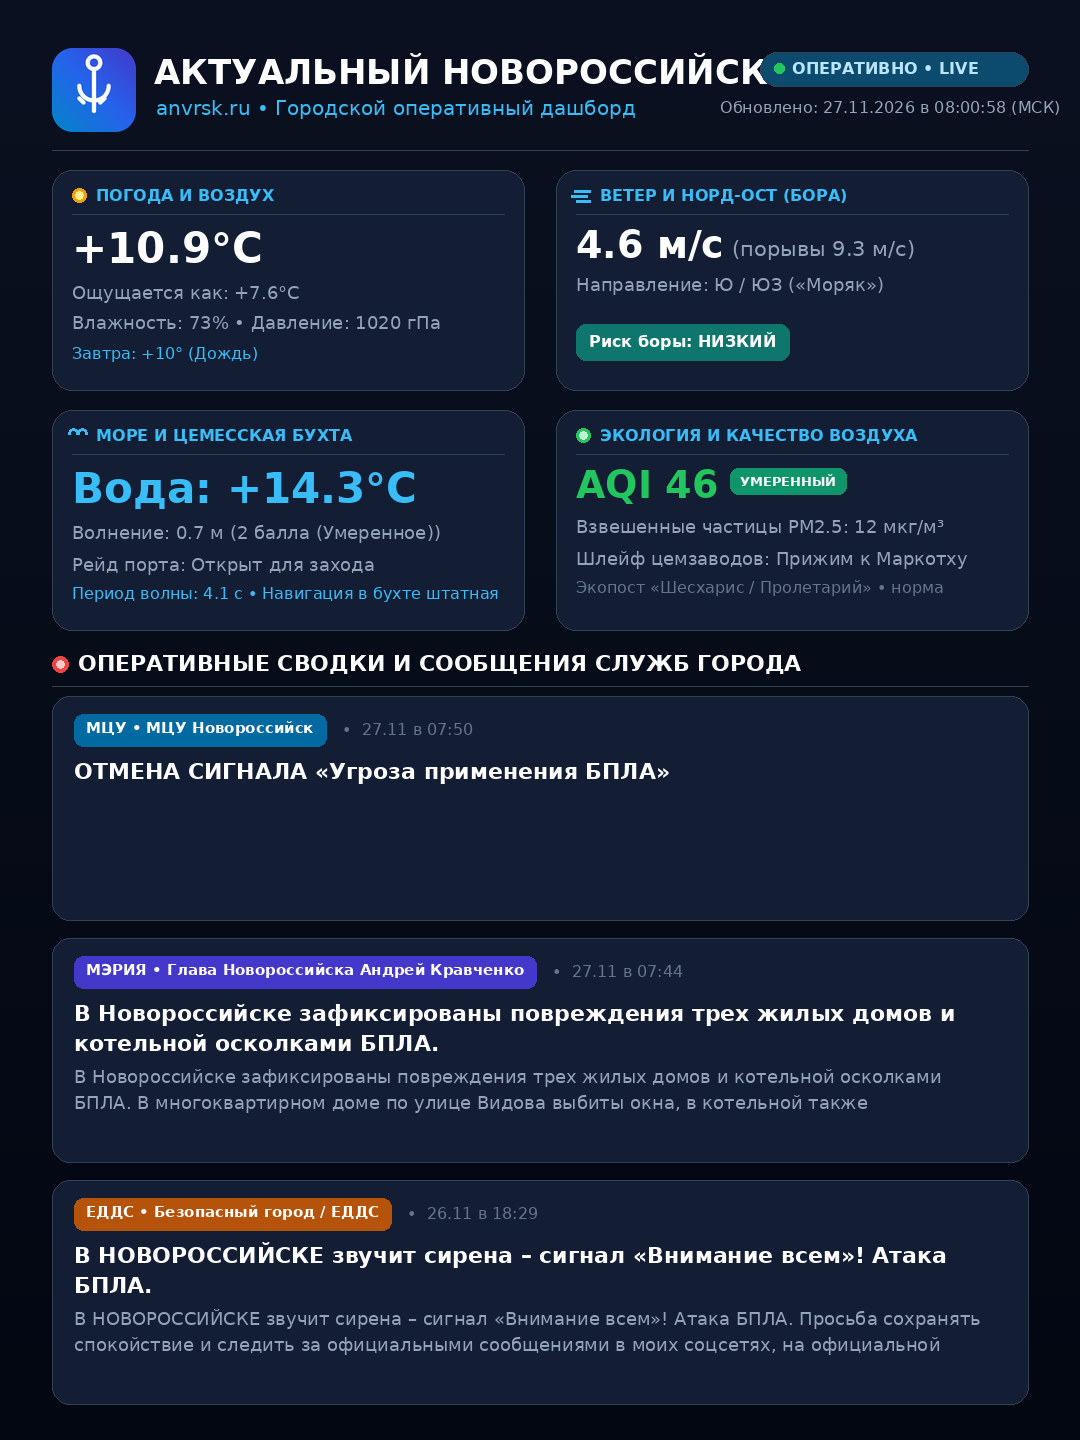 АКТУАЛЬНЫЙ НОВОРОССИЙСК
ОПЕРАТИВНО • LIVE
anvrsk.ru • Городской оперативный дашборд
Обновлено: 27.11.2026 в 08:00:58 (МСК)
ПОГОДА И ВОЗДУХ
+10.9°C
Ощущается как: +7.6°C
Влажность: 73% • Давление: 1020 гПа
Завтра: +10° (Дождь)
ВЕТЕР И НОРД-ОСТ (БОРА)
4.6 м/с (порывы 9.3 м/с)
Направление: Ю / ЮЗ («Моряк»)
Риск боры: НИЗКИЙ
МОРЕ И ЦЕМЕССКАЯ БУХТА
Вода: +14.3°C
Волнение: 0.7 м (2 балла (Умеренное))
Рейд порта: Открыт для захода
Период волны: 4.1 с • Навигация в бухте штатная
ЭКОЛОГИЯ И КАЧЕСТВО ВОЗДУХА
AQI 46 УМЕРЕННЫЙ
Взвешенные частицы PM2.5: 12 мкг/м³
Шлейф цемзаводов: Прижим к Маркотху
Экопост «Шесхарис / Пролетарий» • норма
ОПЕРАТИВНЫЕ СВОДКИ И СООБЩЕНИЯ СЛУЖБ ГОРОДА
МЦУ • МЦУ Новороссийск • 27.11 в 07:50
ОТМЕНА СИГНАЛА «Угроза применения БПЛА»
МЭРИЯ • Глава Новороссийска Андрей Кравченко • 27.11 в 07:44
В Новороссийске зафиксированы повреждения трех жилых домов и
котельной осколками БПЛА.
В Новороссийске зафиксированы повреждения трех жилых домов и котельной осколками
БПЛА. В многоквартирном доме по улице Видова выбиты окна, в котельной также
ЕДДС • Безопасный город / ЕДДС • 26.11 в 18:29
В НОВОРОССИЙСКЕ звучит сирена – сигнал «Внимание всем»! Атака
БПЛА.
В НОВОРОССИЙСКЕ звучит сирена – сигнал «Внимание всем»! Атака БПЛА. Просьба сохранять
спокойствие и следить за официальными сообщениями в моих соцсетях, на официальной